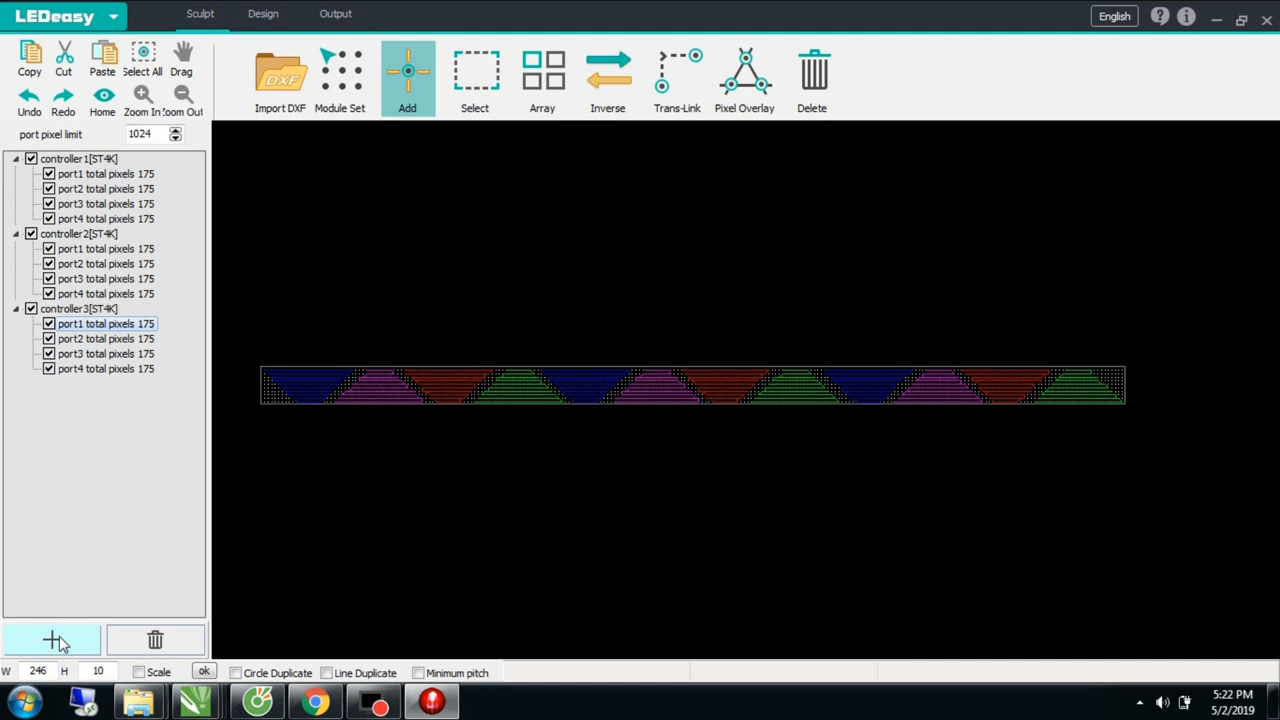 LEDeasy
Sculpt
Design
Output
English
Copy
Cut
Paste
Select All
Drag
Undo
Redo
Home
Zoom In
Zoom Out
DXF
Import DXF
Module Set
Add
Select
Array
Inverse
Trans-Link
Pixel Overlay
Delete
port pixel limit 1024
controller1[ST4K]
port1 total pixels 175
port2 total pixels 175
port3 total pixels 175
port4 total pixels 175
controller2[ST4K]
port1 total pixels 175
port2 total pixels 175
port3 total pixels 175
port4 total pixels 175
controller3[ST4K]
port1 total pixels 175
port2 total pixels 175
port3 total pixels 175
port4 total pixels 175
W 246 H 10 Scale ok Circle Duplicate Line Duplicate Minimum pitch
5:22 PM
5/2/2019